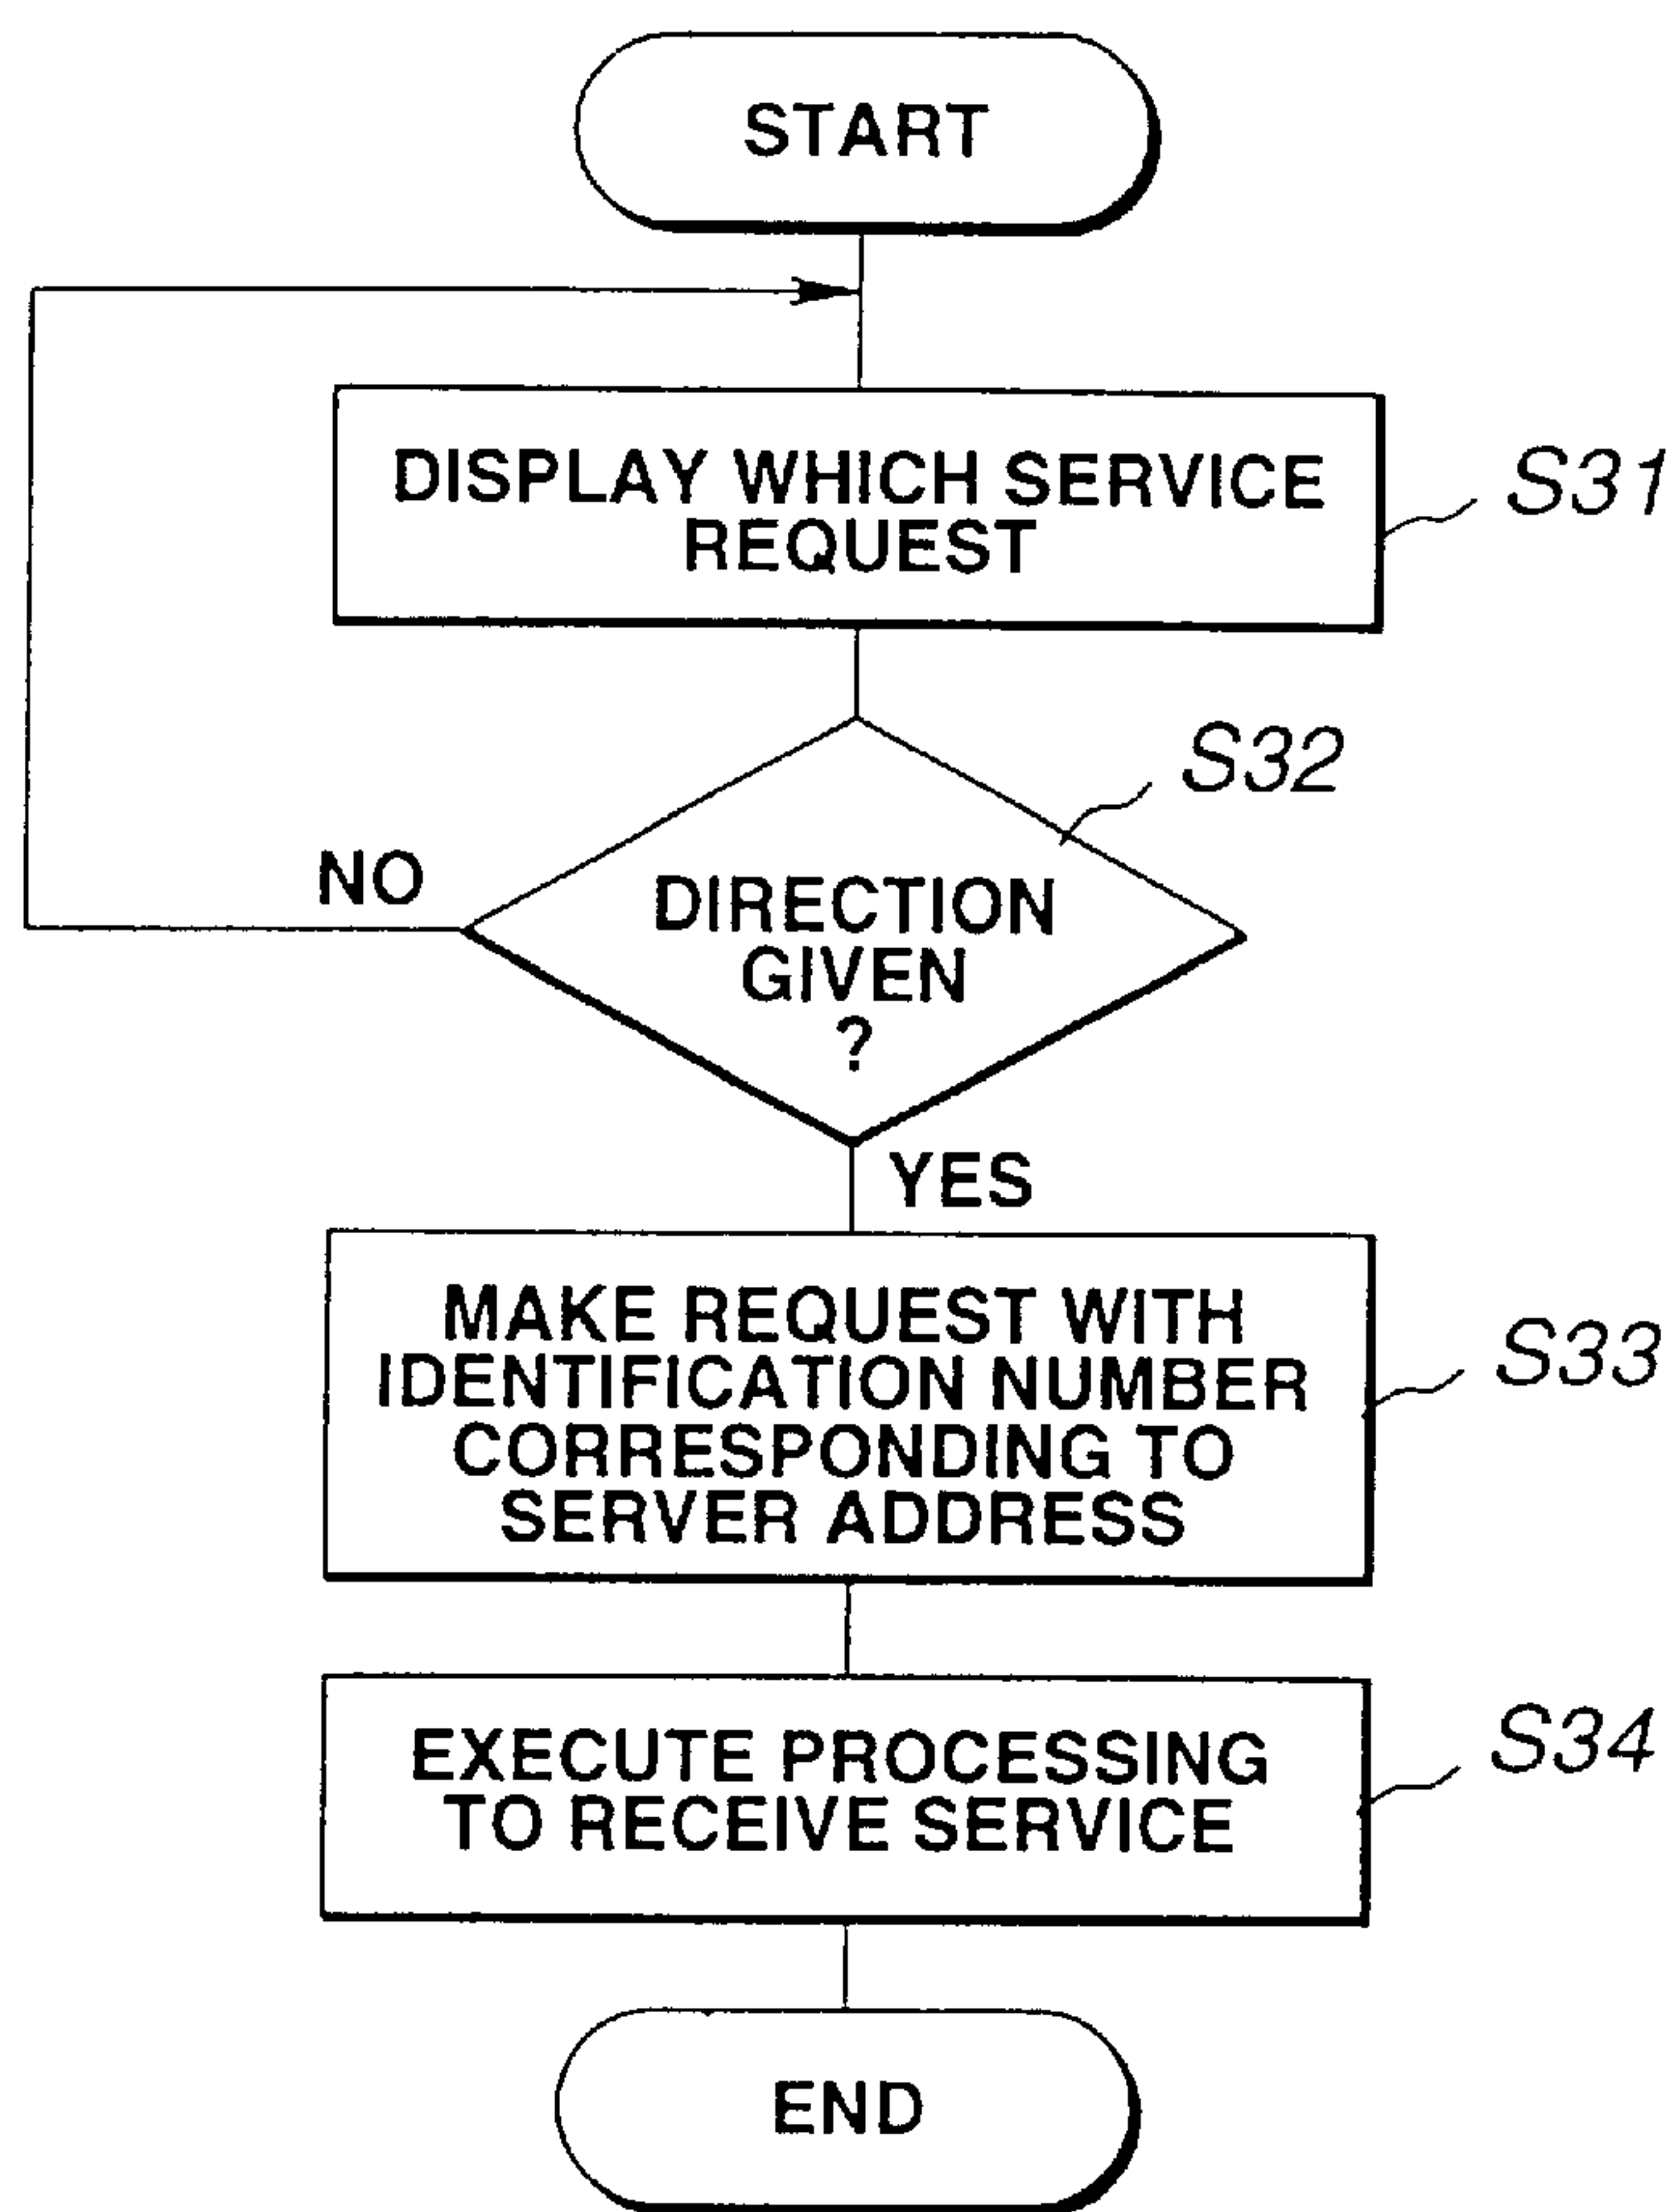 START
DISPLAY WHICH SERVICE
REQUEST
S31
S32
NO
DIRECTION
GIVEN
?
YES
MAKE REQUEST WITH
IDENTIFICATION NUMBER
CORRESPONDING TO
SERVER ADDRESS
S33
EXECUTE PROCESSING
TO RECEIVE SERVICE
S34
END